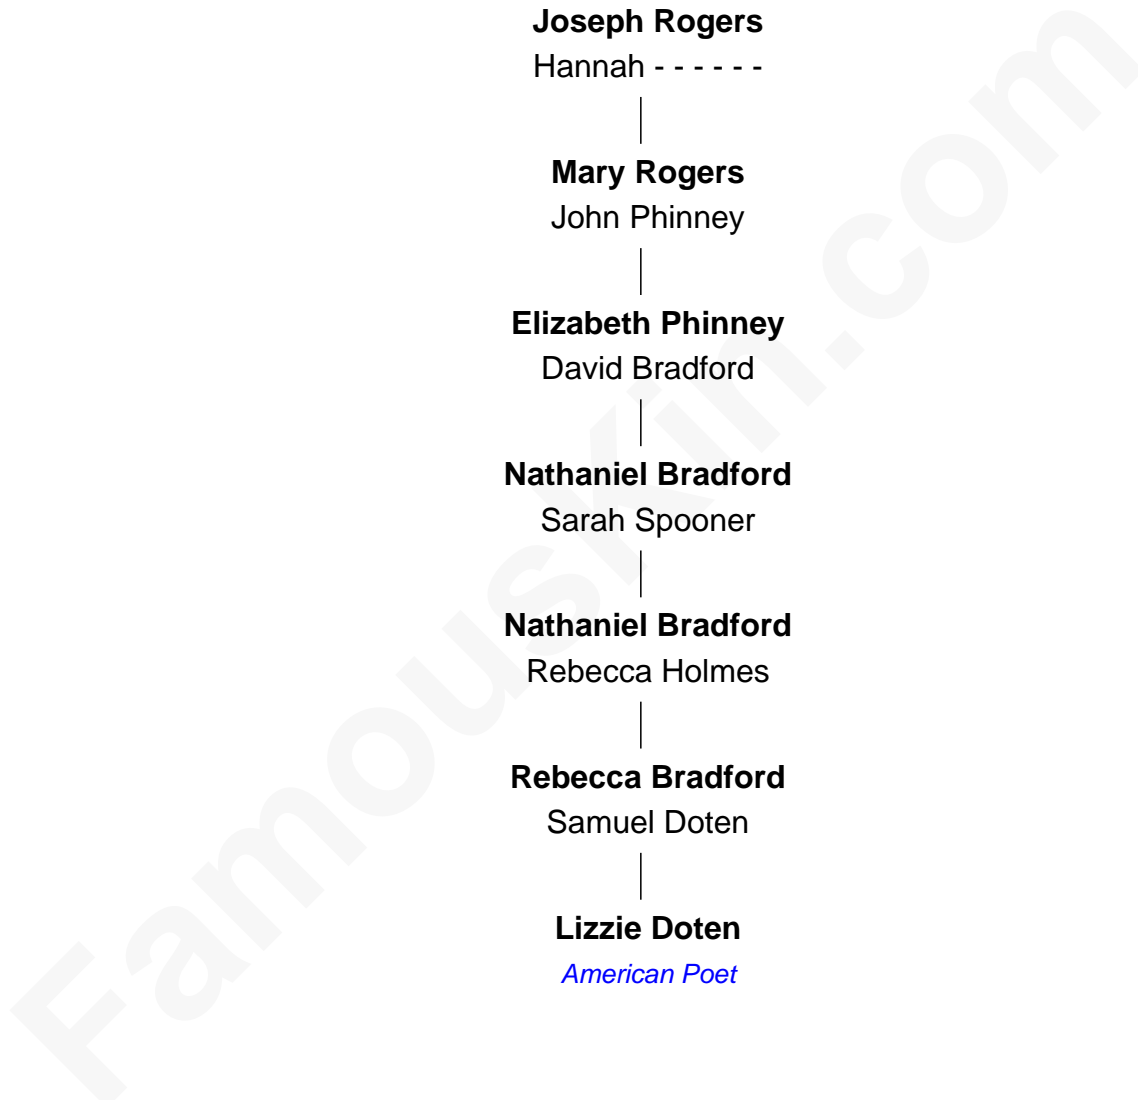 Joseph Rogers
Hannah - - - - - -
Mary Rogers
John Phinney
Elizabeth Phinney
David Bradford
Nathaniel Bradford
Sarah Spooner
Nathaniel Bradford
Rebecca Holmes
Rebecca Bradford
Samuel Doten
Lizzie Doten
American Poet
FamousKin.com